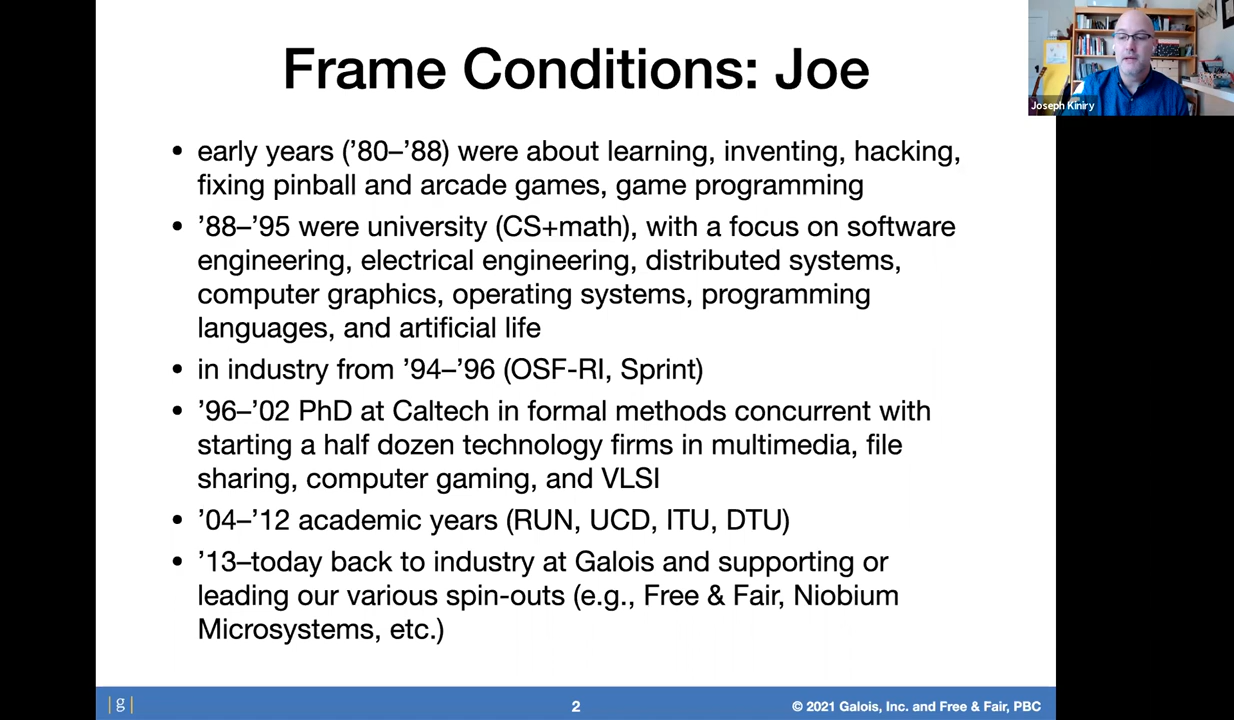 Frame Conditions: Joe
Joseph Kiniry
• early years (’80–’88) were about learning, inventing, hacking,
fixing pinball and arcade games, game programming
• ’88–’95 were university (CS+math), with a focus on software
engineering, electrical engineering, distributed systems,
computer graphics, operating systems, programming
languages, and artificial life
• in industry from ’94–’96 (OSF-RI, Sprint)
• ’96–’02 PhD at Caltech in formal methods concurrent with
starting a half dozen technology firms in multimedia, file
sharing, computer gaming, and VLSI
• ’04–’12 academic years (RUN, UCD, ITU, DTU)
• ’13–today back to industry at Galois and supporting or
leading our various spin-outs (e.g., Free & Fair, Niobium
Microsystems, etc.)
|g|
2
© 2021 Galois, Inc. and Free & Fair, PBC